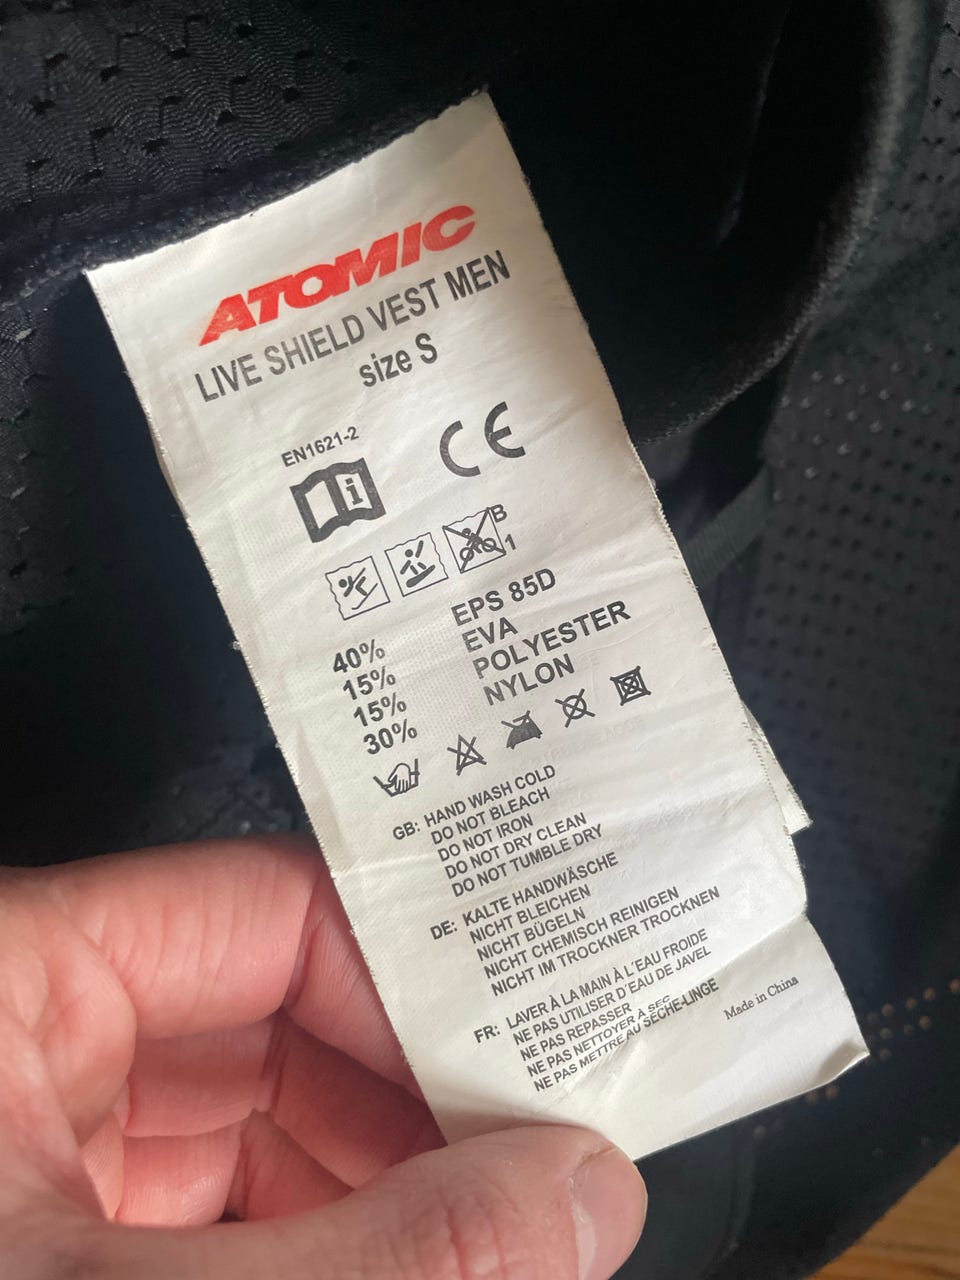 ATOMIC
LIVE SHIELD VEST MEN
size S
EN1621-2
CE
i
B
1
40% EPS 85D
15% EVA
15% POLYESTER
30% NYLON
GB: HAND WASH COLD
DO NOT BLEACH
DO NOT IRON
DO NOT DRY CLEAN
DO NOT TUMBLE DRY
DE: KALTE HANDWÄSCHE
NICHT BLEICHEN
NICHT BÜGELN
NICHT CHEMISCH REINIGEN
NICHT IM TROCKNER TROCKNEN
FR: LAVER À LA MAIN À L'EAU FROIDE
NE PAS UTILISER D'EAU DE JAVEL
NE PAS REPASSER
NE PAS NETTOYER À SEC
NE PAS METTRE AU SÈCHE-LINGE
Made in China